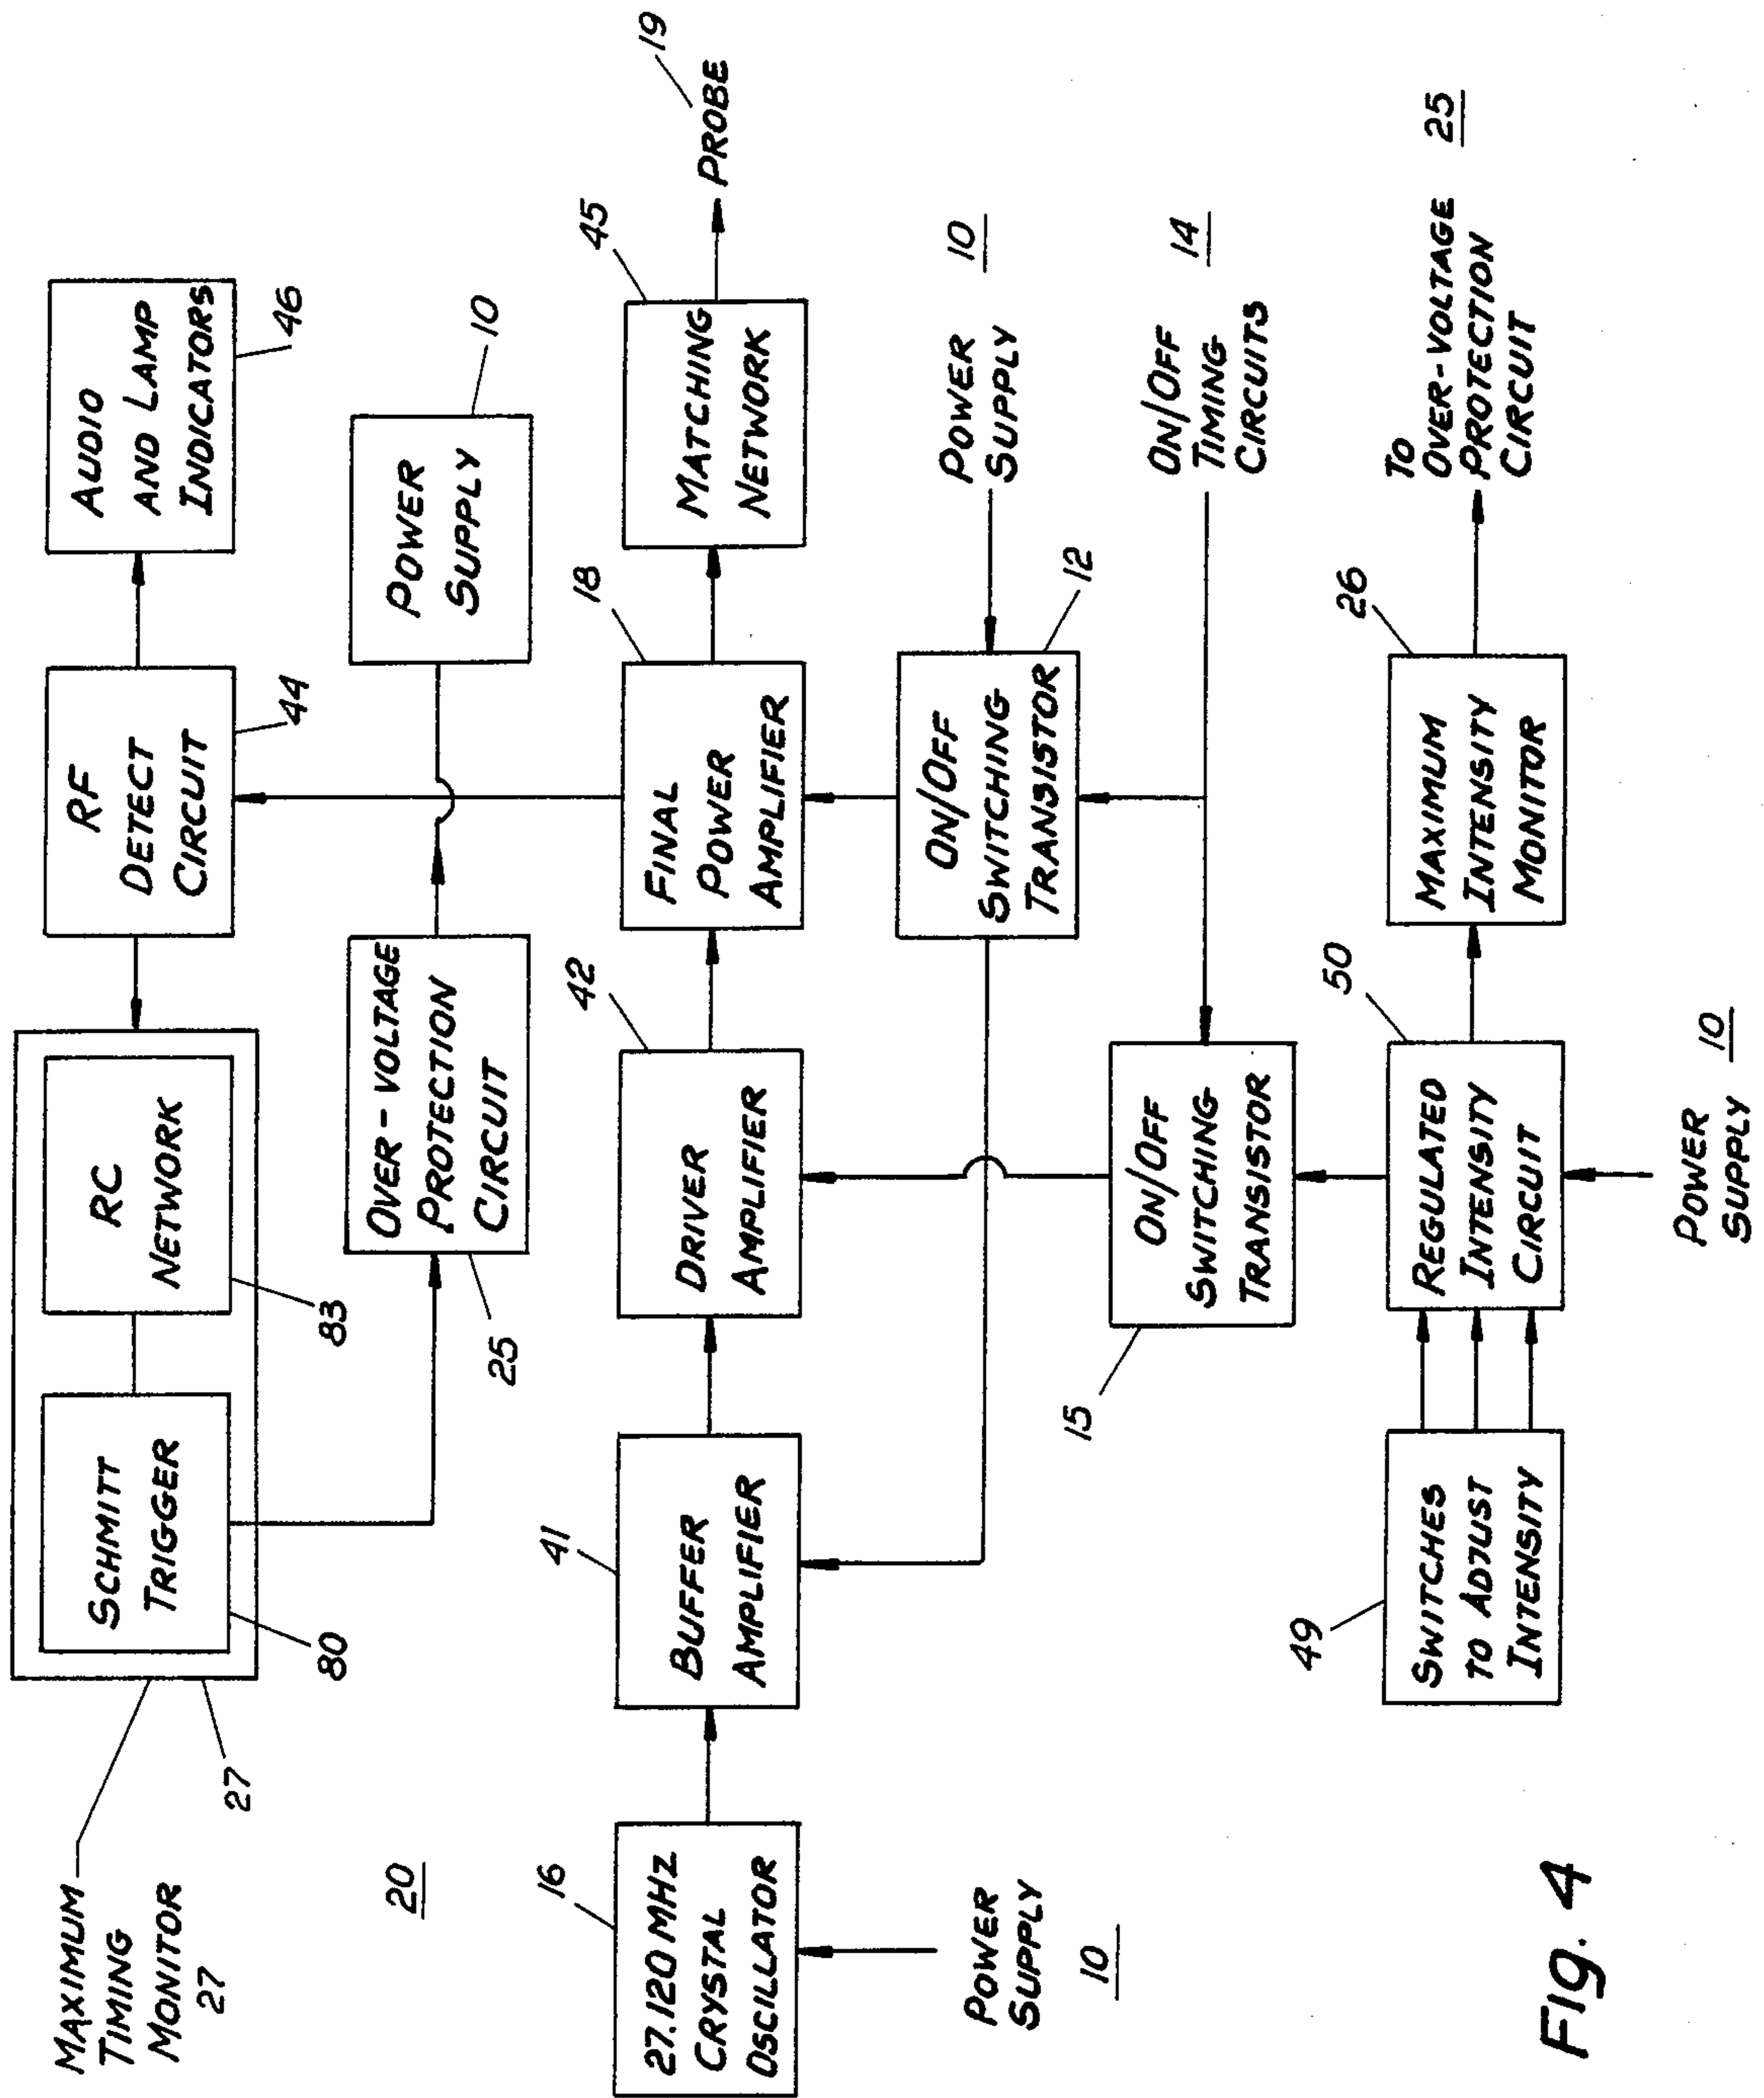 MAXIMUM
TIMING
MONITOR
27
27
SCHMITT
TRIGGER
80
RC
NETWORK
83
RF
DETECT
CIRCUIT
44
AUDIO
AND LAMP
INDICATORS
46
OVER-VOLTAGE
PROTECTION
CIRCUIT
25
POWER
SUPPLY
10
20
16
27.120 MHZ
CRYSTAL
OSCILLATOR
POWER
SUPPLY
10
41
BUFFER
AMPLIFIER
42
DRIVER
AMPLIFIER
18
FINAL
POWER
AMPLIFIER
45
MATCHING
NETWORK
19
PROBE
ON/OFF
SWITCHING
TRANSISTOR
12
POWER
SUPPLY
10
ON/OFF
TIMING
CIRCUITS
14
ON/OFF
SWITCHING
TRANSISTOR
15
49
SWITCHES
TO ADJUST
INTENSITY
50
REGULATED
INTENSITY
CIRCUIT
POWER
SUPPLY
10
26
MAXIMUM
INTENSITY
MONITOR
TO
OVER-VOLTAGE
PROTECTION
CIRCUIT
25
Fig. 4